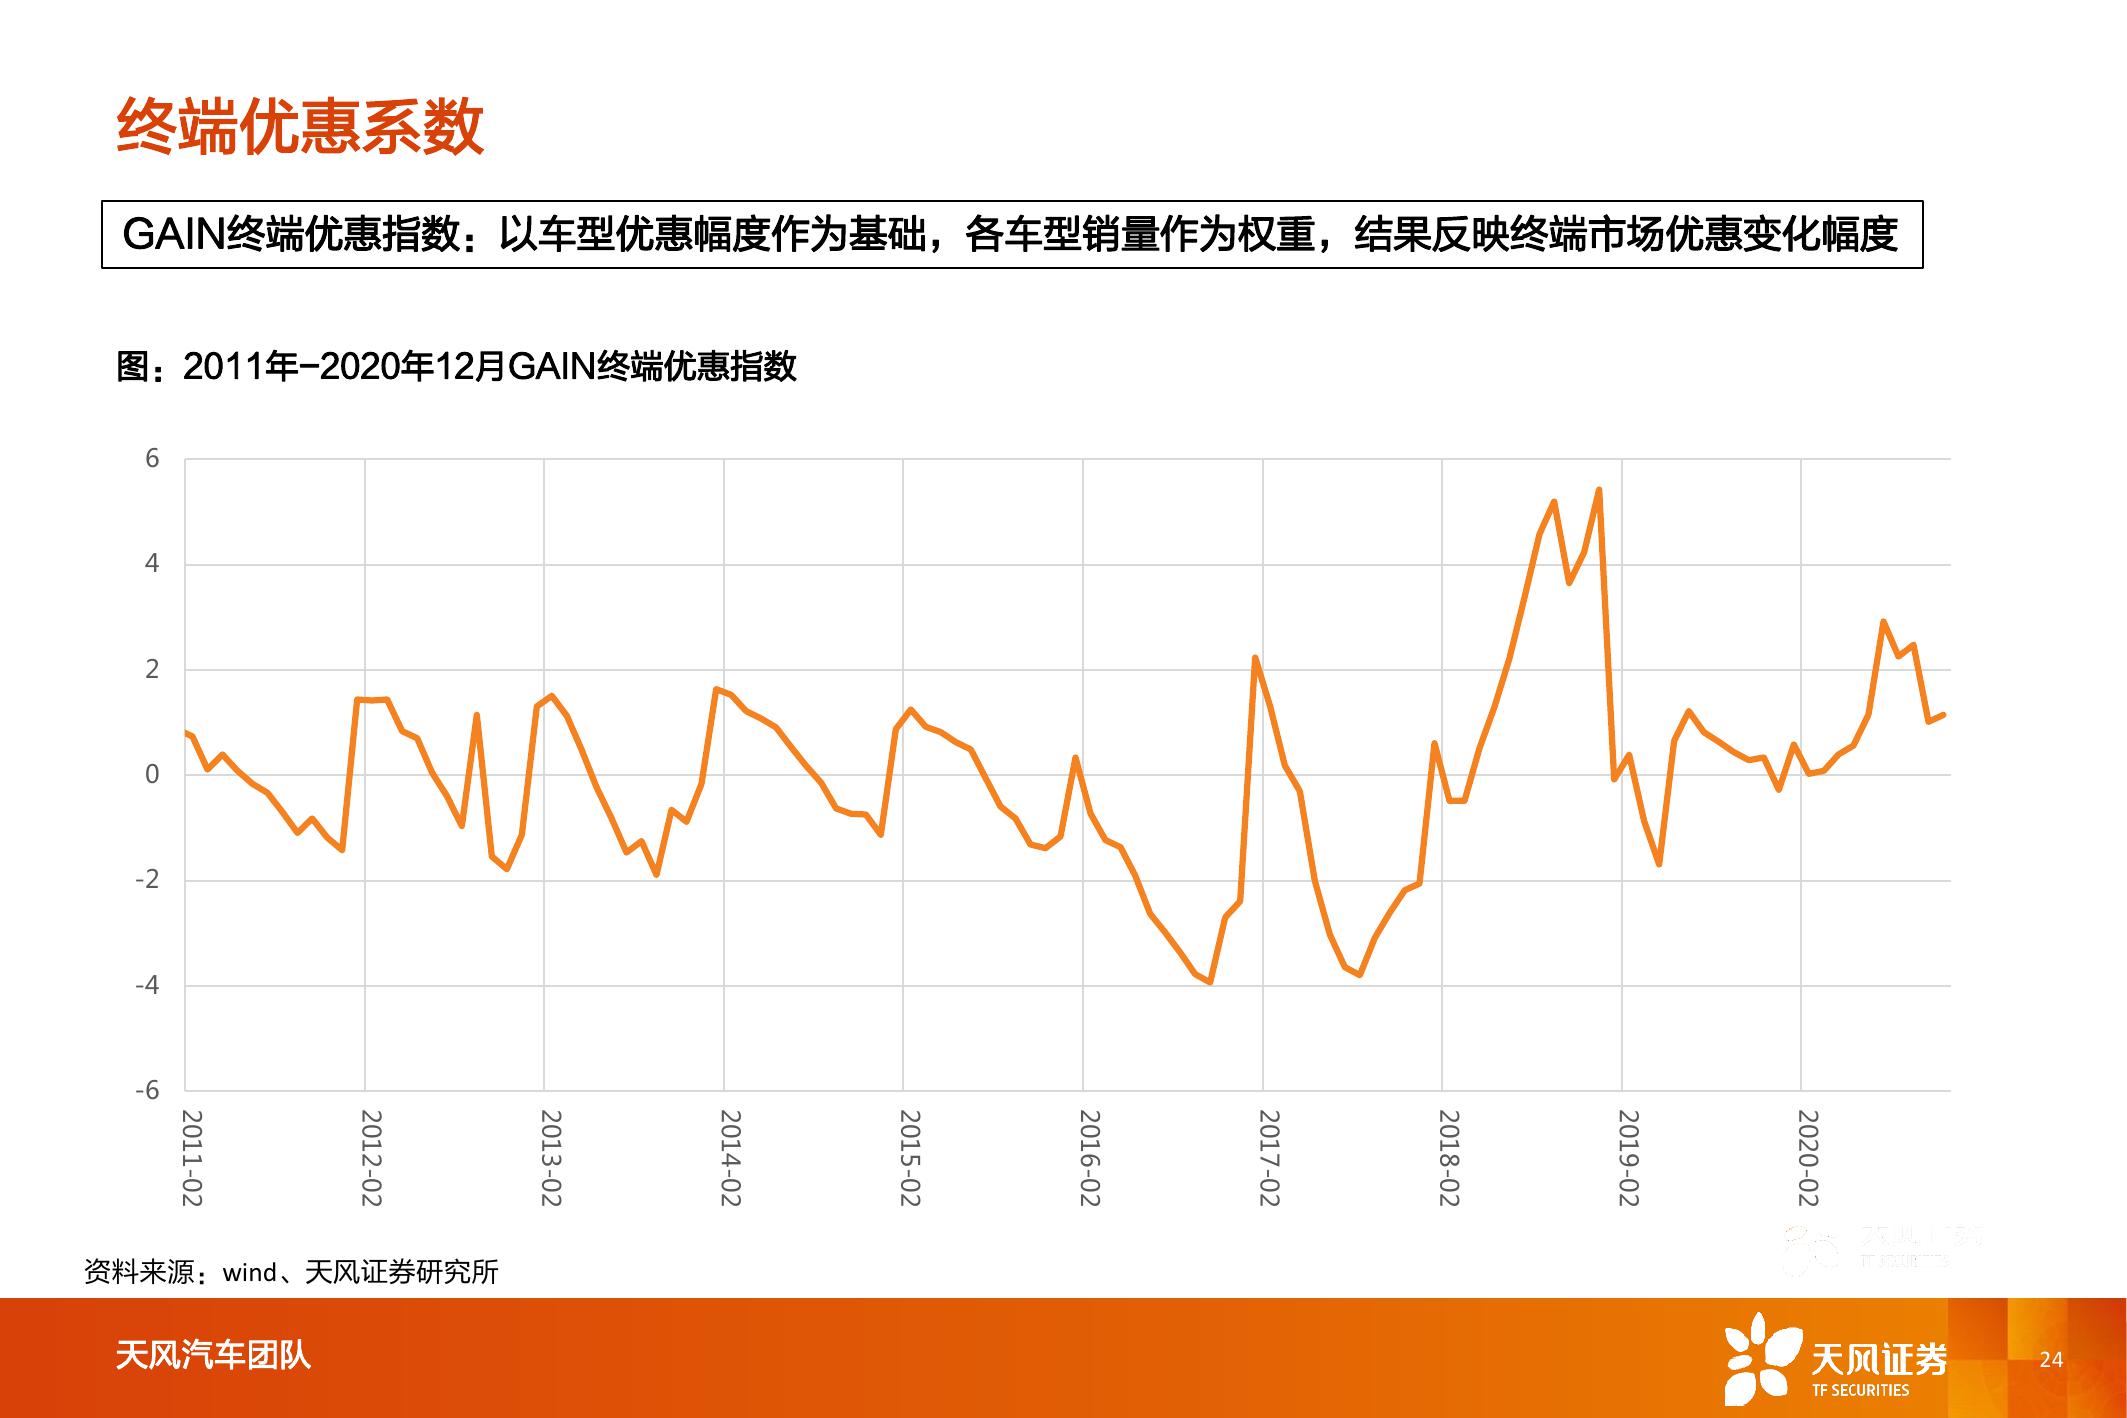 终端优惠系数
GAIN终端优惠指数：以车型优惠幅度作为基础，各车型销量作为权重，结果反映终端市场优惠变化幅度
图：2011年-2020年12月GAIN终端优惠指数
6
4
2
0
-2
-4
-6
2011-02
2012-02
2013-02
2014-02
2015-02
2016-02
2017-02
2018-02
2019-02
2020-02
资料来源：wind、天风证券研究所
天风汽车团队
天风证券
TF SECURITIES
24